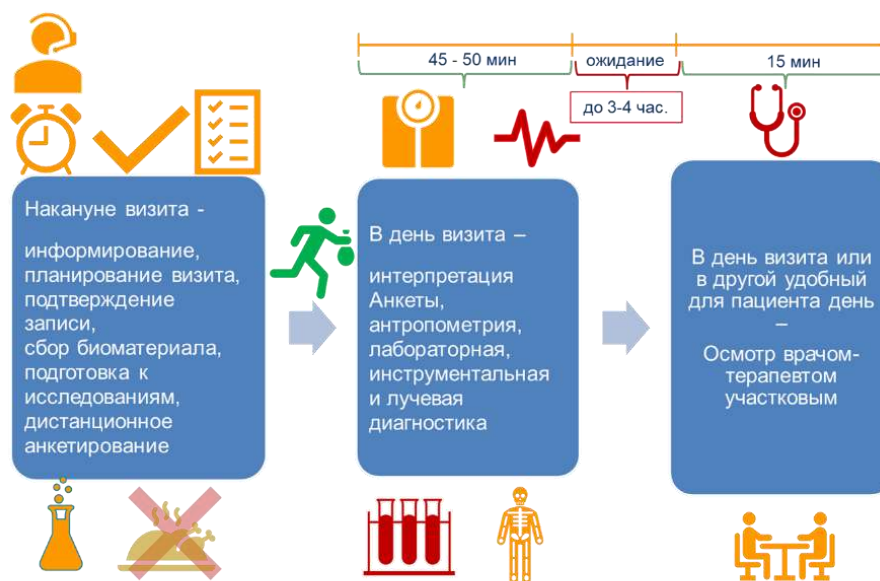 45 - 50 мин
ожидание
15 мин
до 3-4 час.
Накануне визита -
информирование,
планирование визита,
подтверждение
записи,
сбор биоматериала,
подготовка к
исследованиям,
дистанционное
анкетирование
В день визита –
интерпретация
Анкеты,
антропометрия,
лабораторная,
инструментальная
и лучевая
диагностика
В день визита или
в другой удобный
для пациента день
–
Осмотр врачом-
терапевтом
участковым